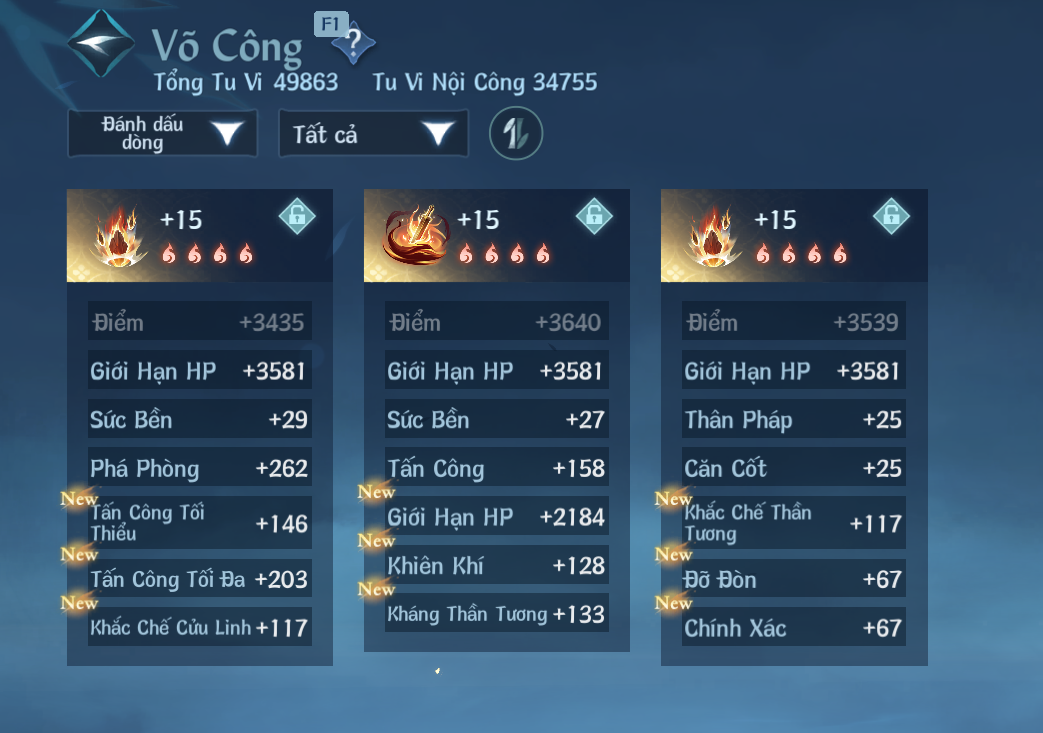 F1
Võ Công
Tổng Tu Vi 49863 Tu Vi Nội Công 34755
Đánh dấu
dòng
Tất cả
+15
Điểm +3435
Giới Hạn HP +3581
Sức Bền +29
Phá Phòng +262
New
Tấn Công Tối
Thiểu +146
New
Tấn Công Tối Đa +203
New
Khắc Chế Cửu Linh +117
+15
Điểm +3640
Giới Hạn HP +3581
Sức Bền +27
Tấn Công +158
New
Giới Hạn HP +2184
New
Khiên Khí +128
New
Kháng Thần Tương +133
+15
Điểm +3539
Giới Hạn HP +3581
Thân Pháp +25
Căn Cốt +25
New
Khắc Chế Thần
Tương +117
New
Đỡ Đòn +67
New
Chính Xác +67